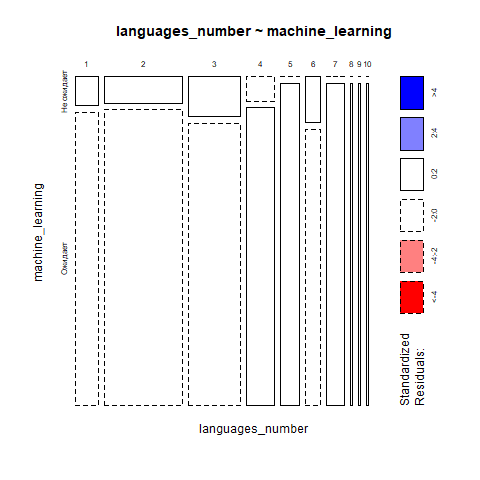 languages_number ~ machine_learning
1 2 3 4 5 6 7 8 9 10
Не ожидает
Ожидает
machine_learning
languages_number
Standardized
Residuals:
<-4
-4:-2
-2:0
0:2
2:4
>4